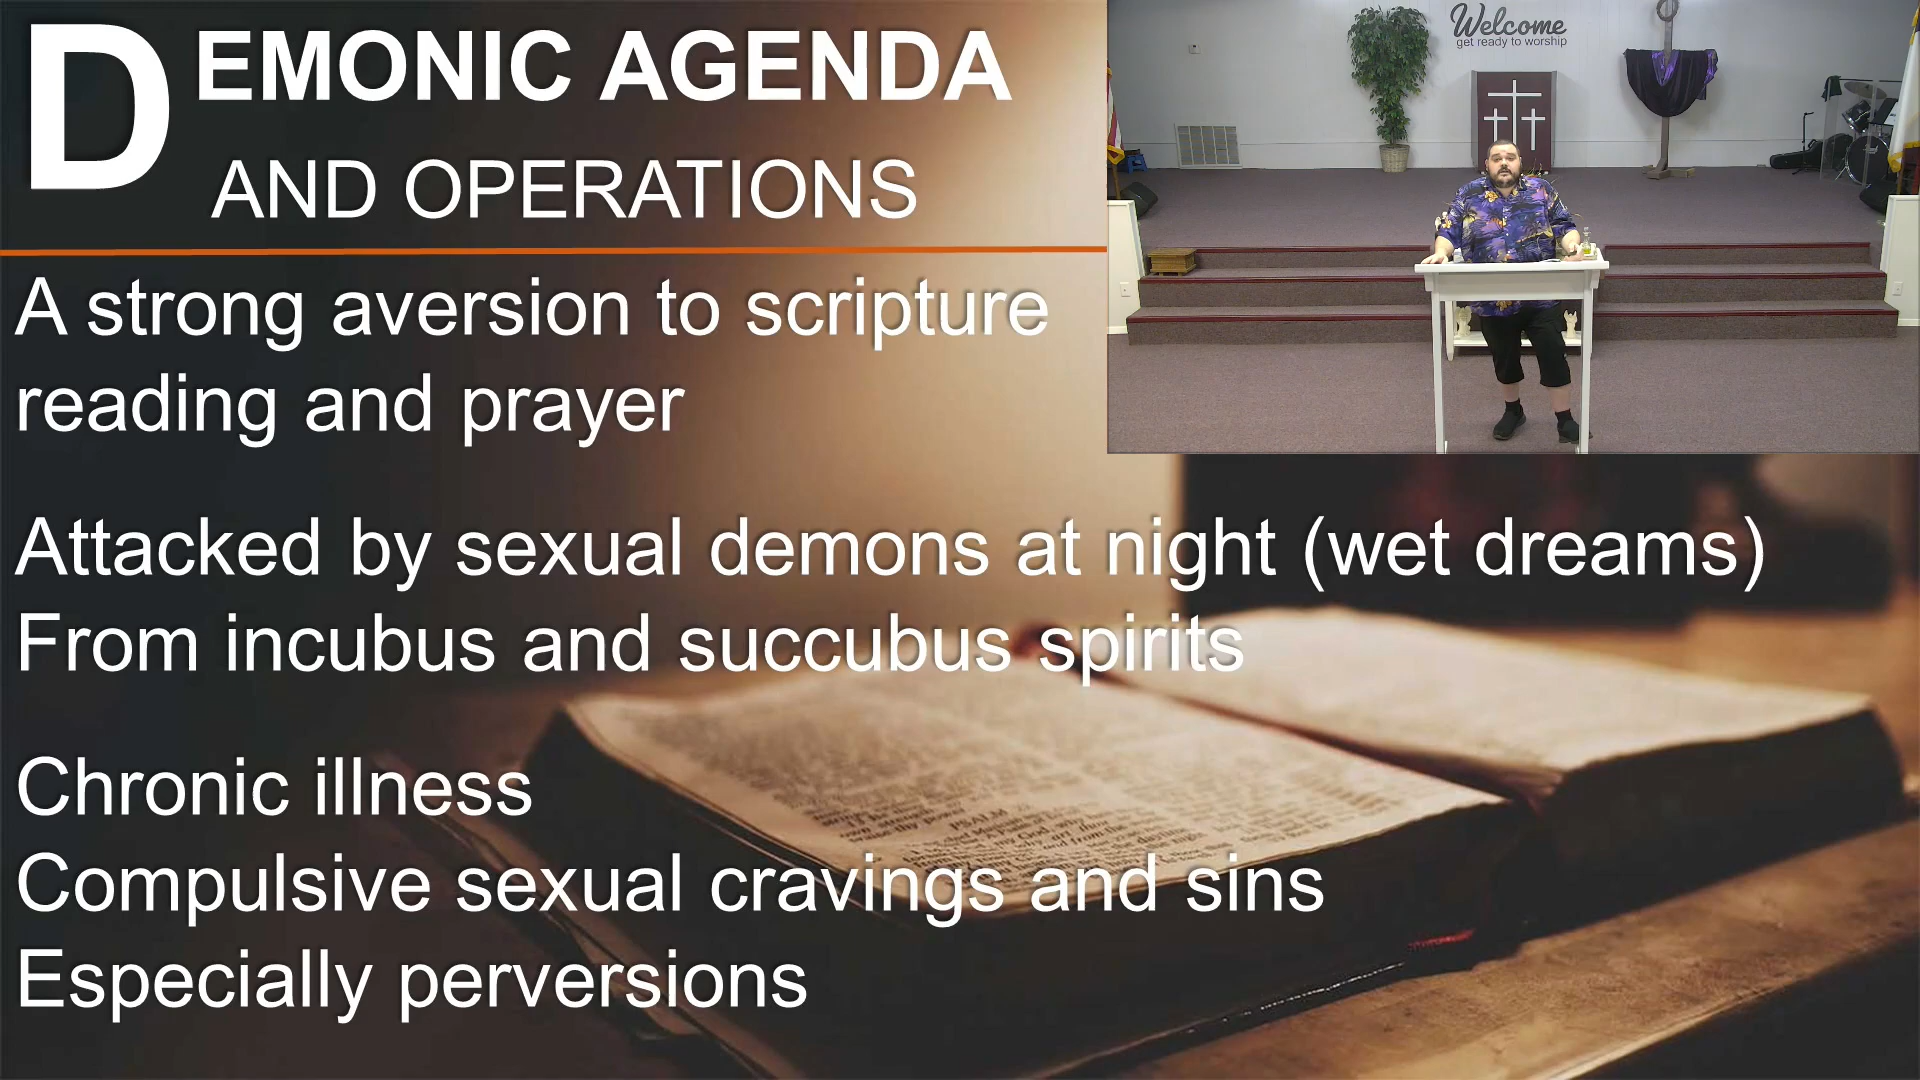 DEMONIC AGENDA
AND OPERATIONS
Welcome
get ready to worship
A strong aversion to scripture
reading and prayer
Attacked by sexual demons at night (wet dreams)
From incubus and succubus spirits
Chronic illness
Compulsive sexual cravings and sins
Especially perversions
PSALM